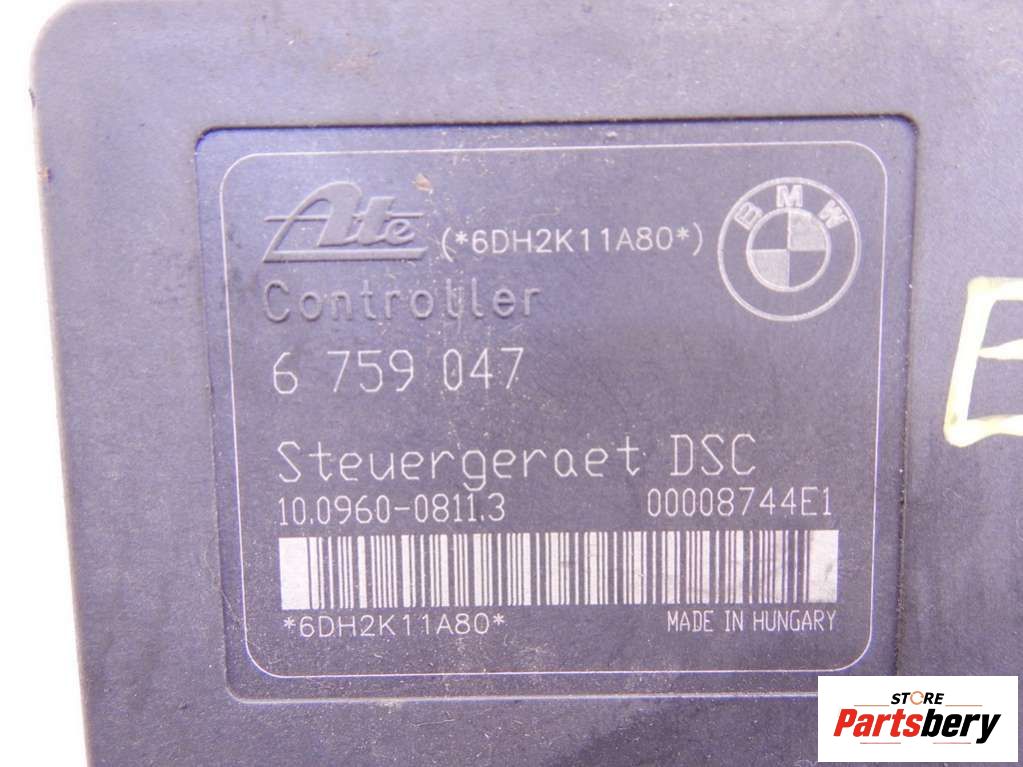 Ate (*6DH2K11A80*)
BMW
Controller
6 759 047
Steuergeraet DSC
10.0960-0811.3 00008744E1
*6DH2K11A80* MADE IN HUNGARY
E
STORE
Partsbery